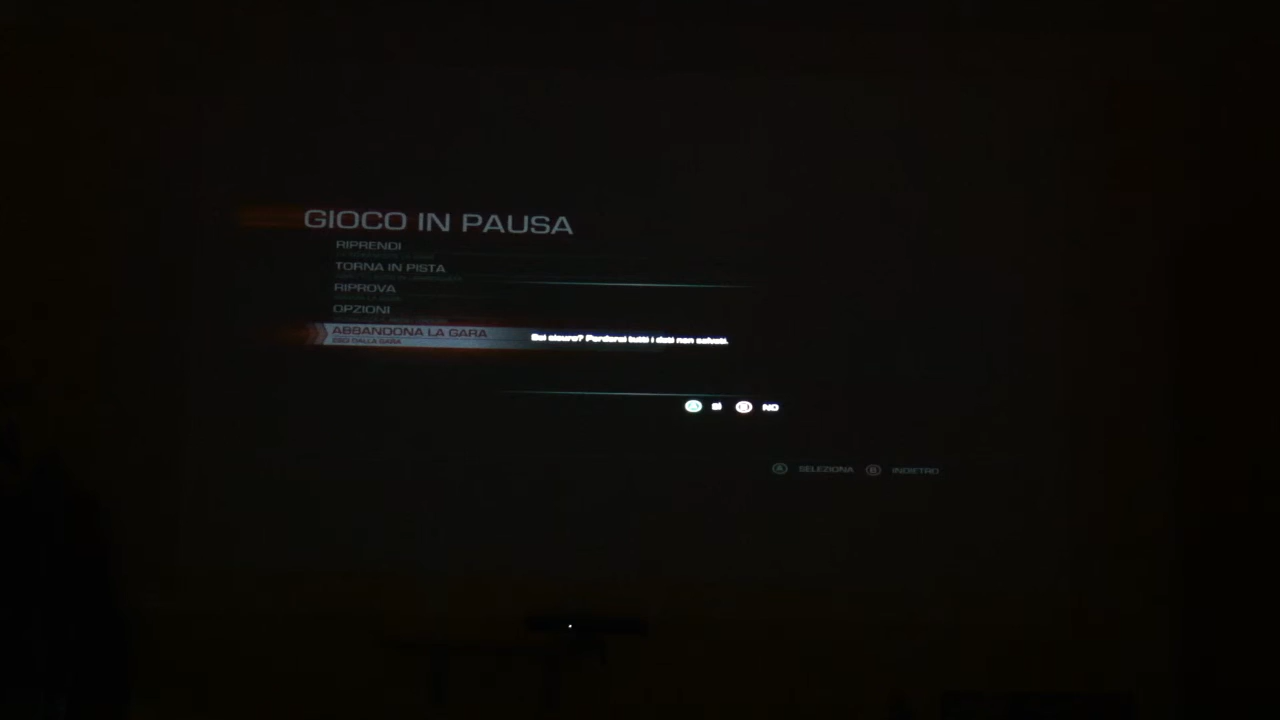 GIOCO IN PAUSA
RIPRENDI
TORNA IN PISTA
RIPROVA
OPZIONI
ABBANDONA LA GARA
ESCI DALLA GARA
Sei sicuro? Perderai tutti i dati non salvati.
A SÌ B NO
A SELEZIONA B INDIETRO